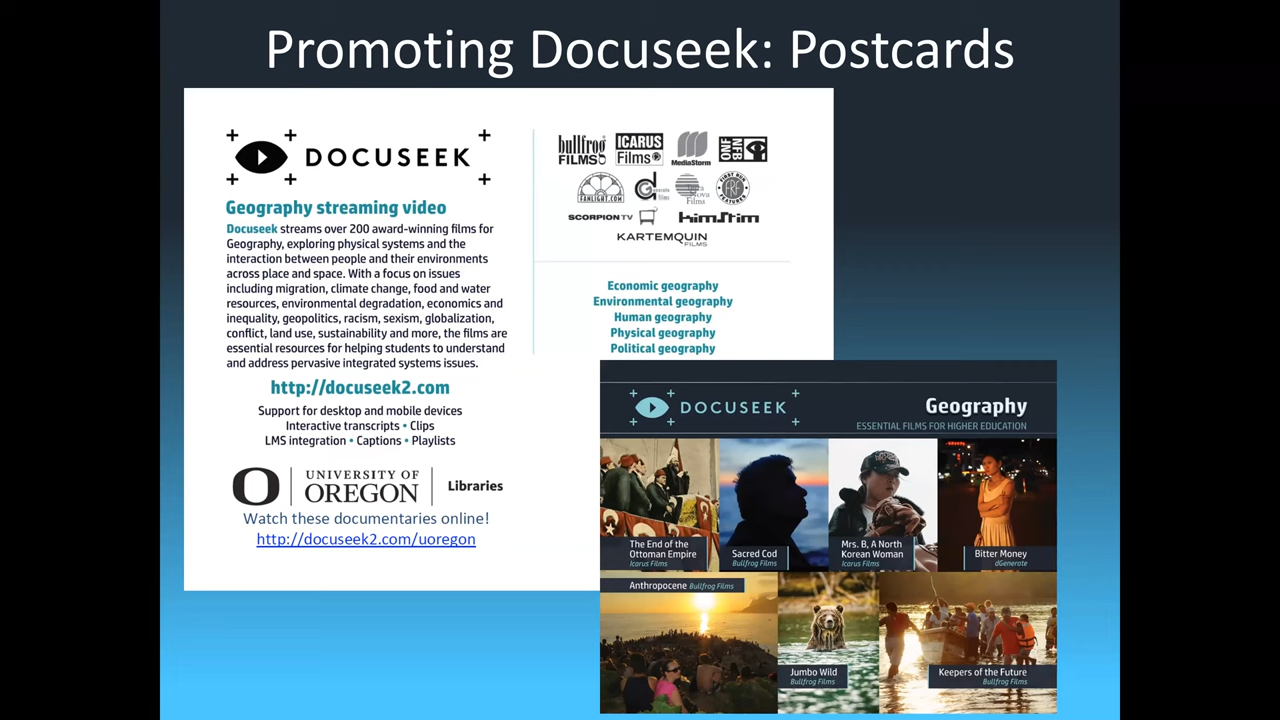 Promoting Docuseek: Postcards
DOCUSEEK
Geography streaming video
Docuseek streams over 200 award-winning films for
Geography, exploring physical systems and the
interaction between people and their environments
across place and space. With a focus on issues
including migration, climate change, food and water
resources, environmental degradation, economics and
inequality, geopolitics, racism, sexism, globalization,
conflict, land use, sustainability and more, the films are
essential resources for helping students to understand
and address pervasive integrated systems issues.
http://docuseek2.com
Support for desktop and mobile devices
Interactive transcripts • Clips
LMS integration • Captions • Playlists
UNIVERSITY OF
OREGON
Libraries
Watch these documentaries online!
http://docuseek2.com/uoregon
bullfrog
FILMS
ICARUS
Films
MediaStorm
NFB
ONF
FANLIGHT.COM
Films
FIRST RUN
FRF
FEATURES
SCORPION TV
KimStim
KARTEMQUIN
FILMS
Economic geography
Environmental geography
Human geography
Physical geography
Political geography
DOCUSEEK
Geography
ESSENTIAL FILMS FOR HIGHER EDUCATION
The End of the
Ottoman Empire
Icarus Films
Sacred Cod
Bullfrog Films
Mrs. B, A North
Korean Woman
Icarus Films
Bitter Money
dGenerate
Anthropocene Bullfrog Films
Jumbo Wild
Bullfrog Films
Keepers of the Future
Bullfrog Films